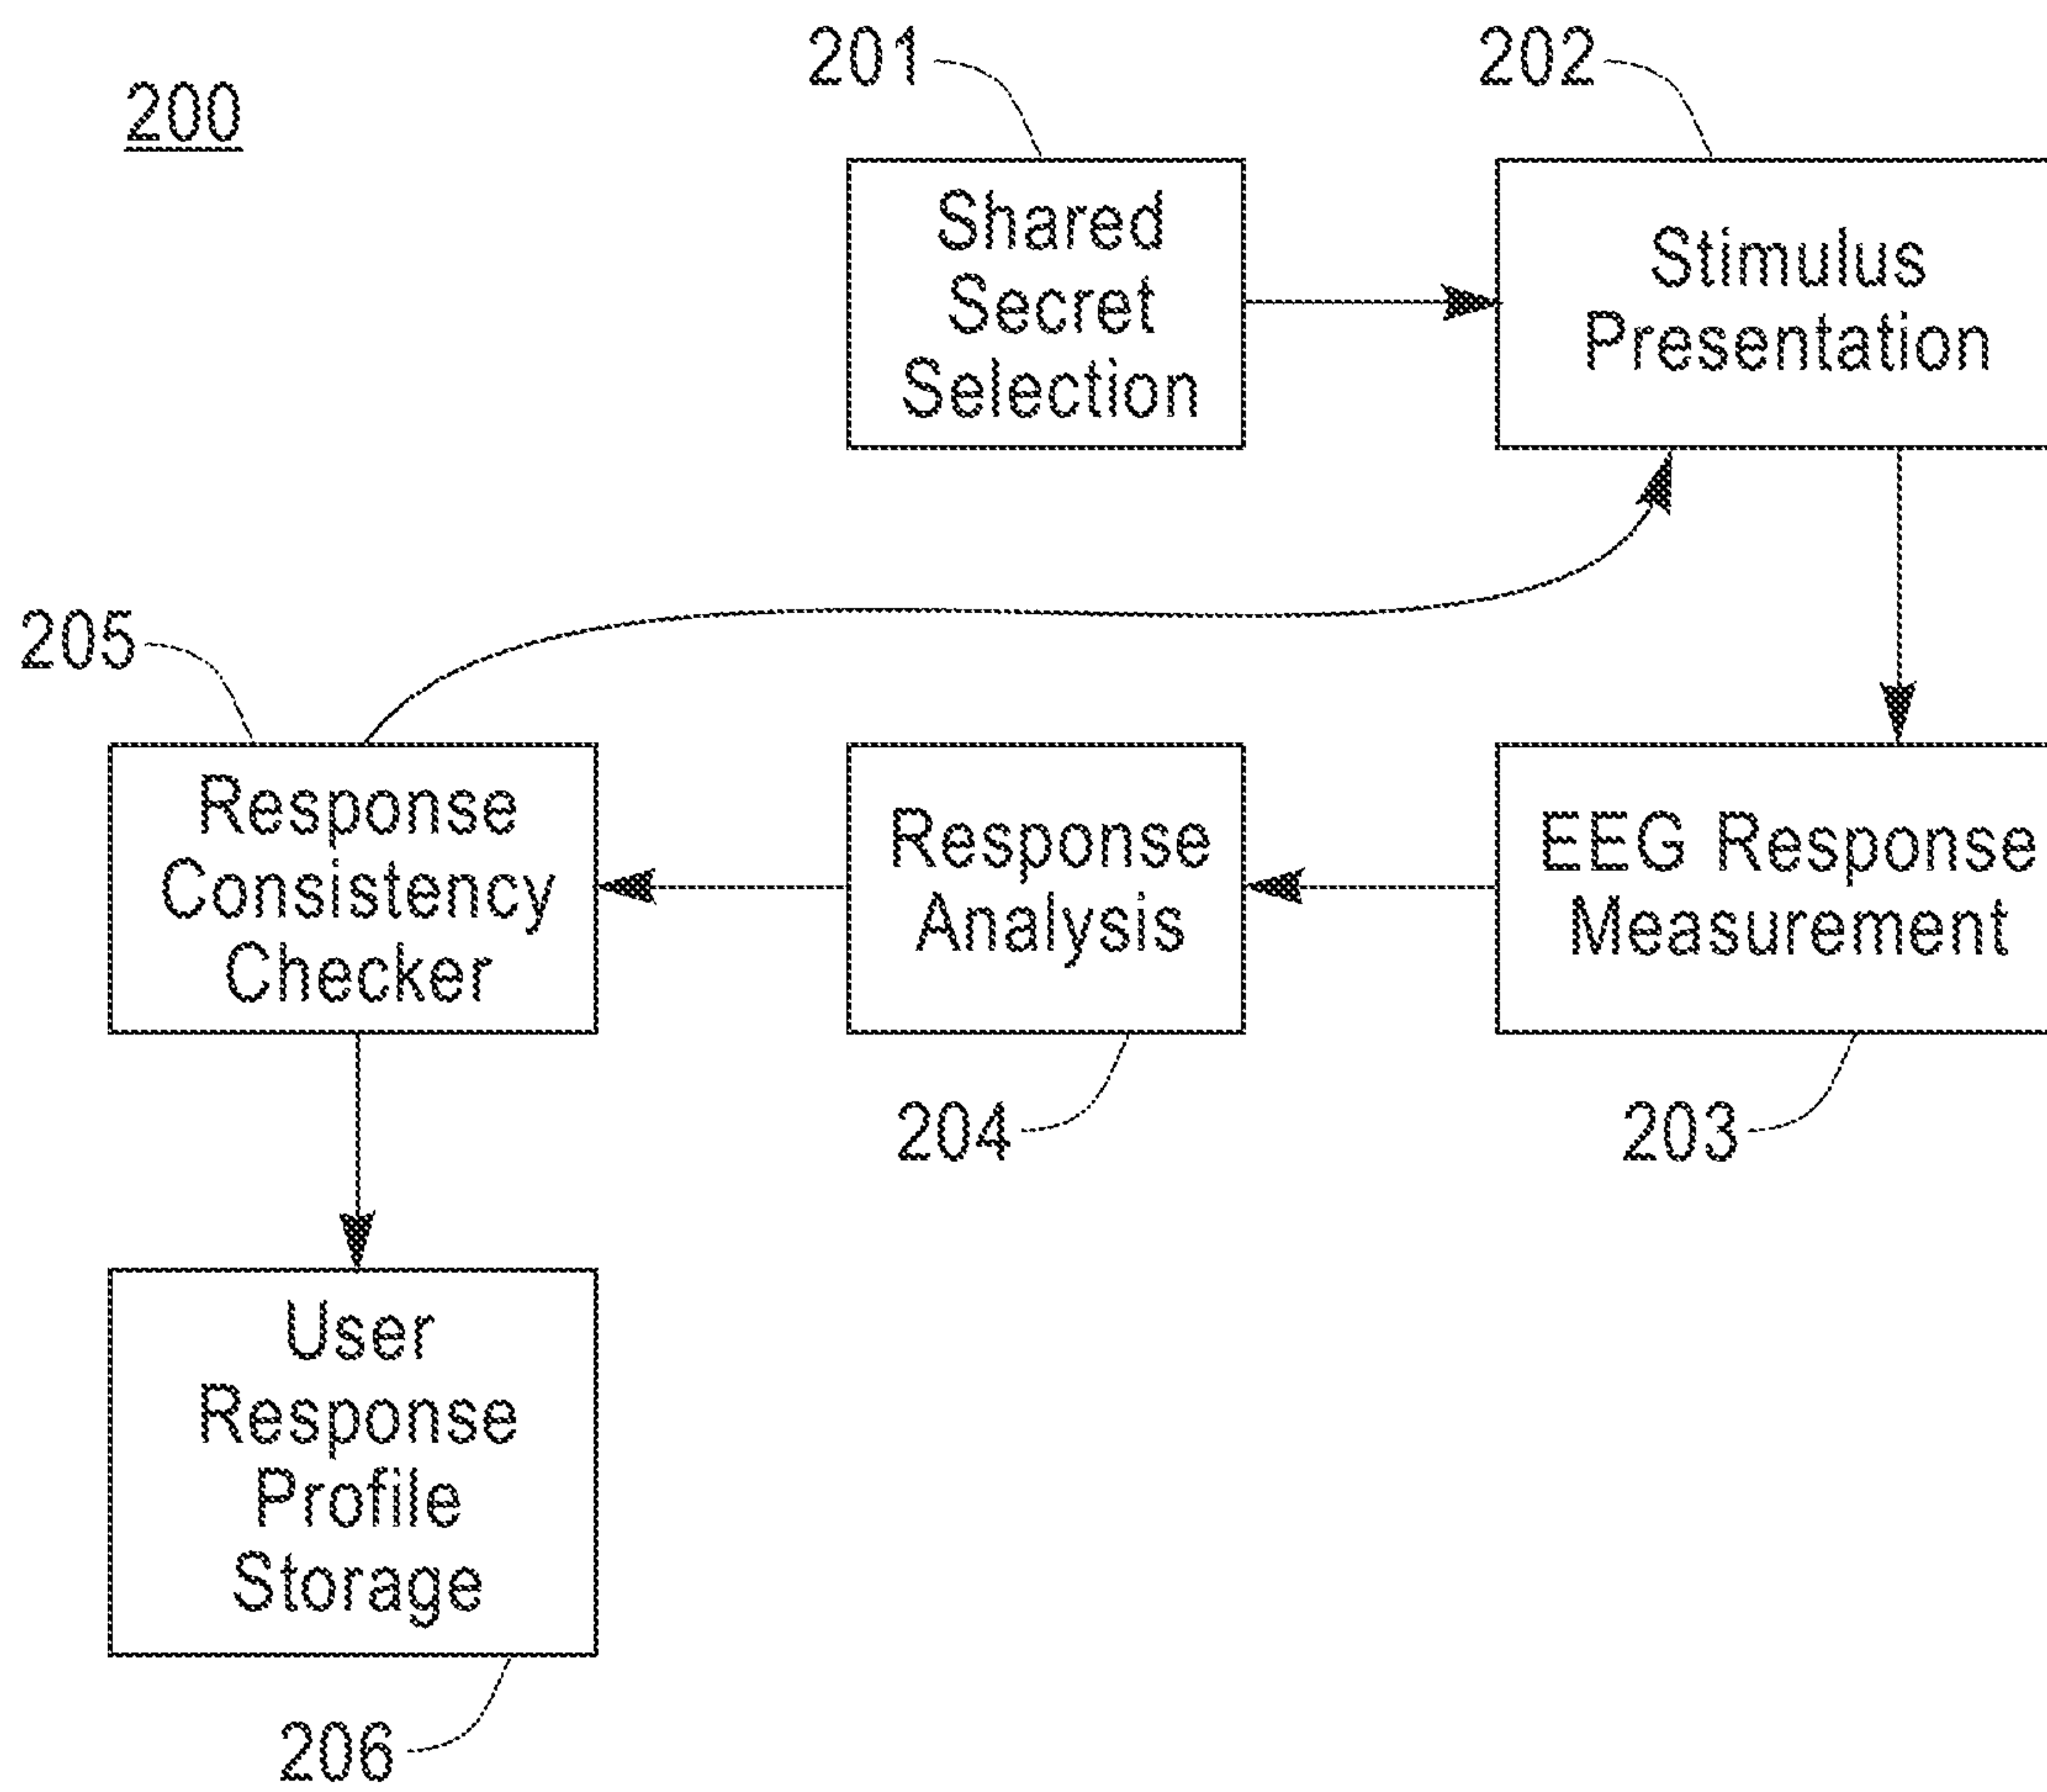 200
201
202
Shared
Secret
Selection
Stimulus
Presentation
205
Response
Consistency
Checker
Response
Analysis
EEG Response
Measurement
204
203
User
Response
Profile
Storage
206